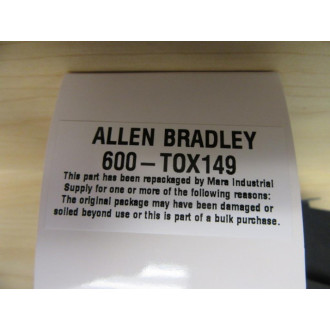 ALLEN BRADLEY
600-TOX149
This part has been repackaged by Mara Industrial
Supply for one or more of the following reasons:
The original package may have been damaged or
soiled beyond use or this is part of a bulk purchase.